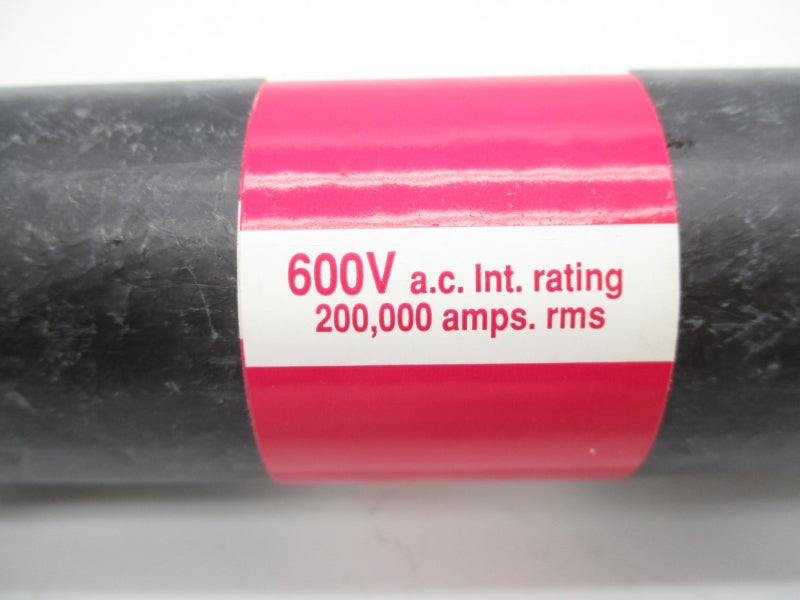 600V a.c. Int. rating
200,000 amps. rms